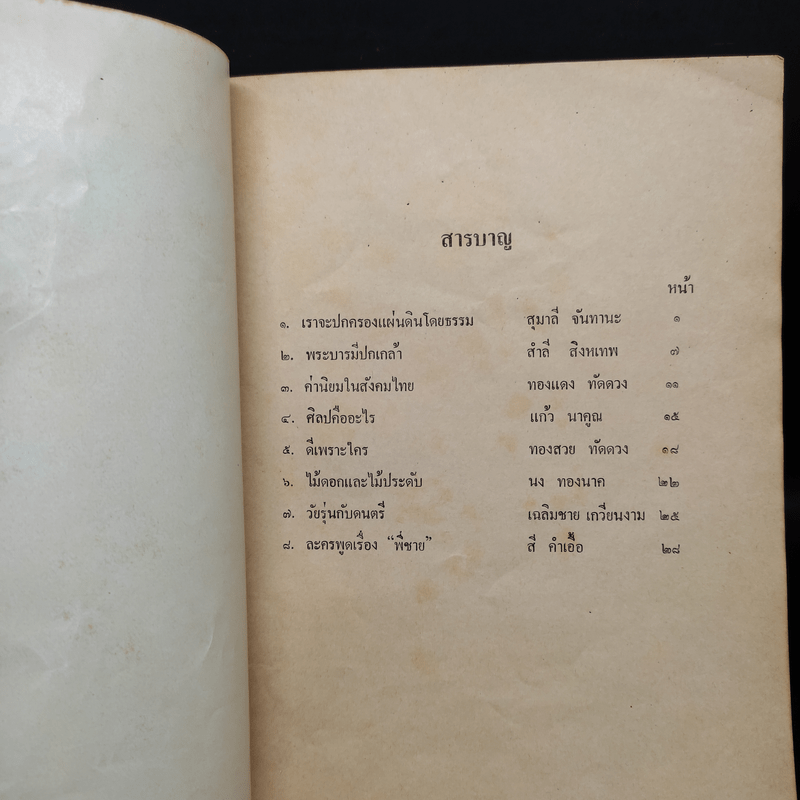 สารบาญ
หน้า
๑. เราจะปกครองแผ่นดินโดยธรรม สุมาลี จันทานะ ๑
๒. พระบารมีปกเกล้า สำลี สิงหเทพ ๗
๓. ค่านิยมในสังคมไทย ทองแดง ทัดดวง ๑๑
๔. ศิลปคืออะไร แก้ว นาคูณ ๑๕
๕. ดีเพราะใคร ทองสวย ทัดดวง ๑๘
๖. ไม้ดอกและไม้ประดับ นง ทองนาค ๒๒
๗. วัยรุ่นกับดนตรี เฉลิมชาย เกวียนงาม ๒๕
๘. ละครพูดเรื่อง “พี่ชาย” สี คำเอื้อ ๒๘